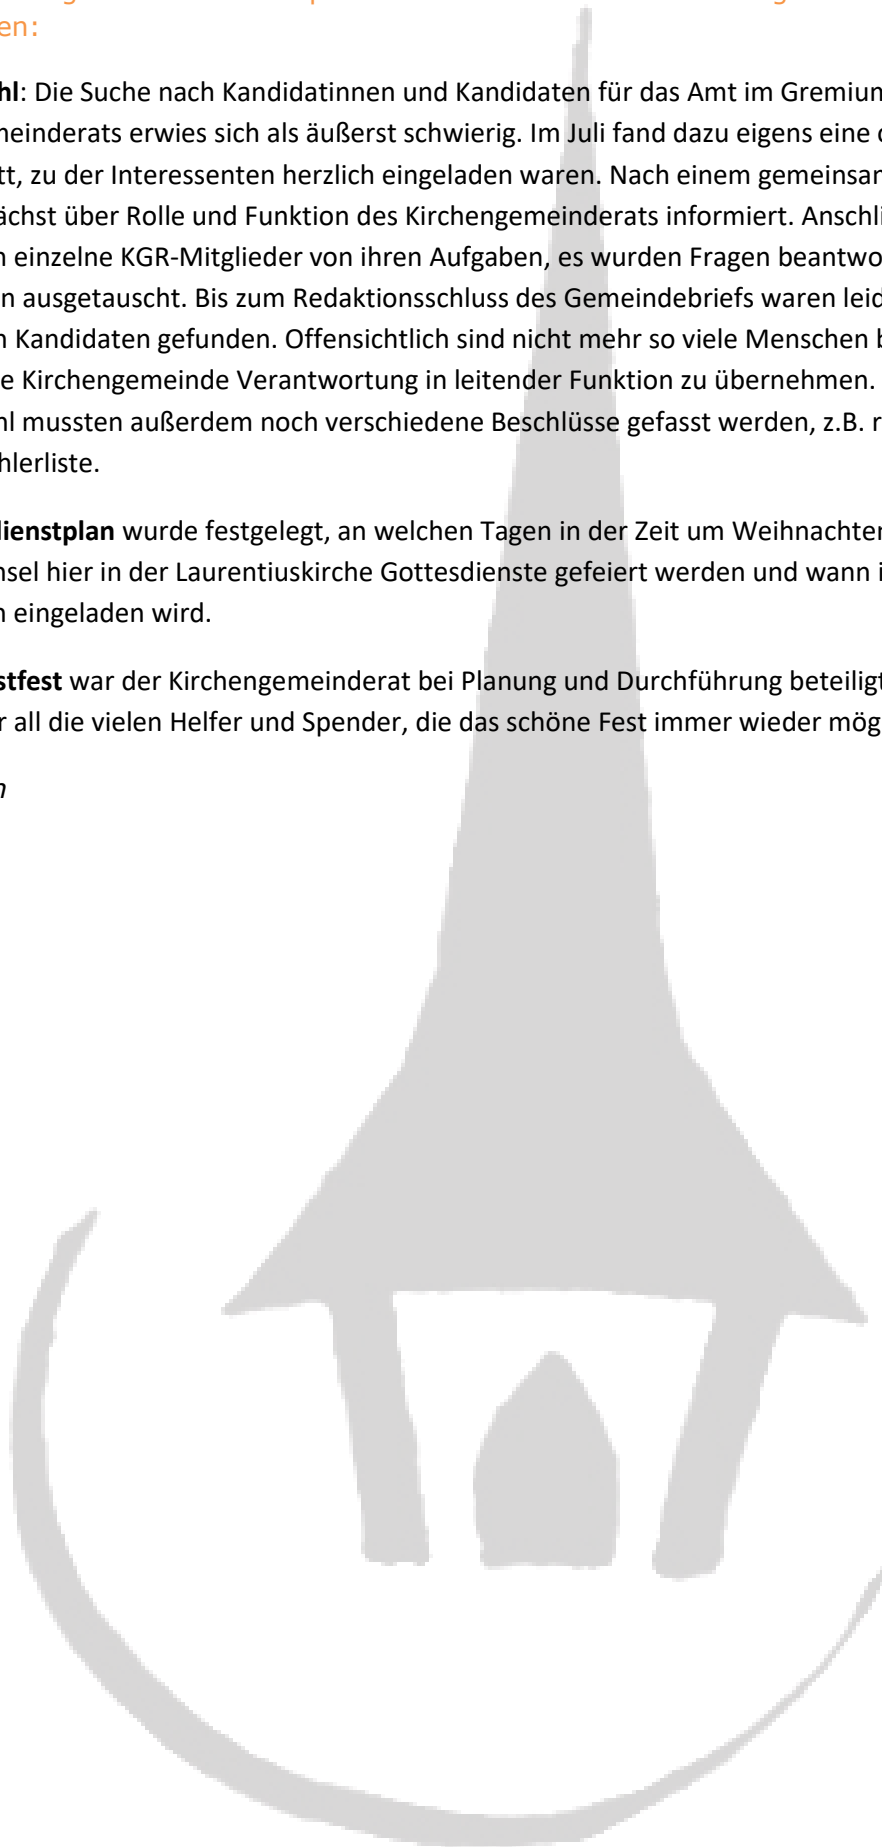 en:
hl: Die Suche nach Kandidatinnen und Kandidaten für das Amt im Gremium
meinderats erwies sich als äußerst schwierig. Im Juli fand dazu eigens eine
tt, zu der Interessenten herzlich eingeladen waren. Nach einem gemeinsan
ächst über Rolle und Funktion des Kirchengemeinderats informiert. Anschli
n einzelne KGR-Mitglieder von ihren Aufgaben, es wurden Fragen beantwo
n ausgetauscht. Bis zum Redaktionsschluss des Gemeindebriefs waren leid
n Kandidaten gefunden. Offensichtlich sind nicht mehr so viele Menschen b
e Kirchengemeinde Verantwortung in leitender Funktion zu übernehmen.
hl mussten außerdem noch verschiedene Beschlüsse gefasst werden, z.B. r
hlerliste.
dienstplan wurde festgelegt, an welchen Tagen in der Zeit um Weihnachten
hsel hier in der Laurentiuskirche Gottesdienste gefeiert werden und wann i
n eingeladen wird.
stfest war der Kirchengemeinderat bei Planung und Durchführung beteiligt
r all die vielen Helfer und Spender, die das schöne Fest immer wieder mög
n